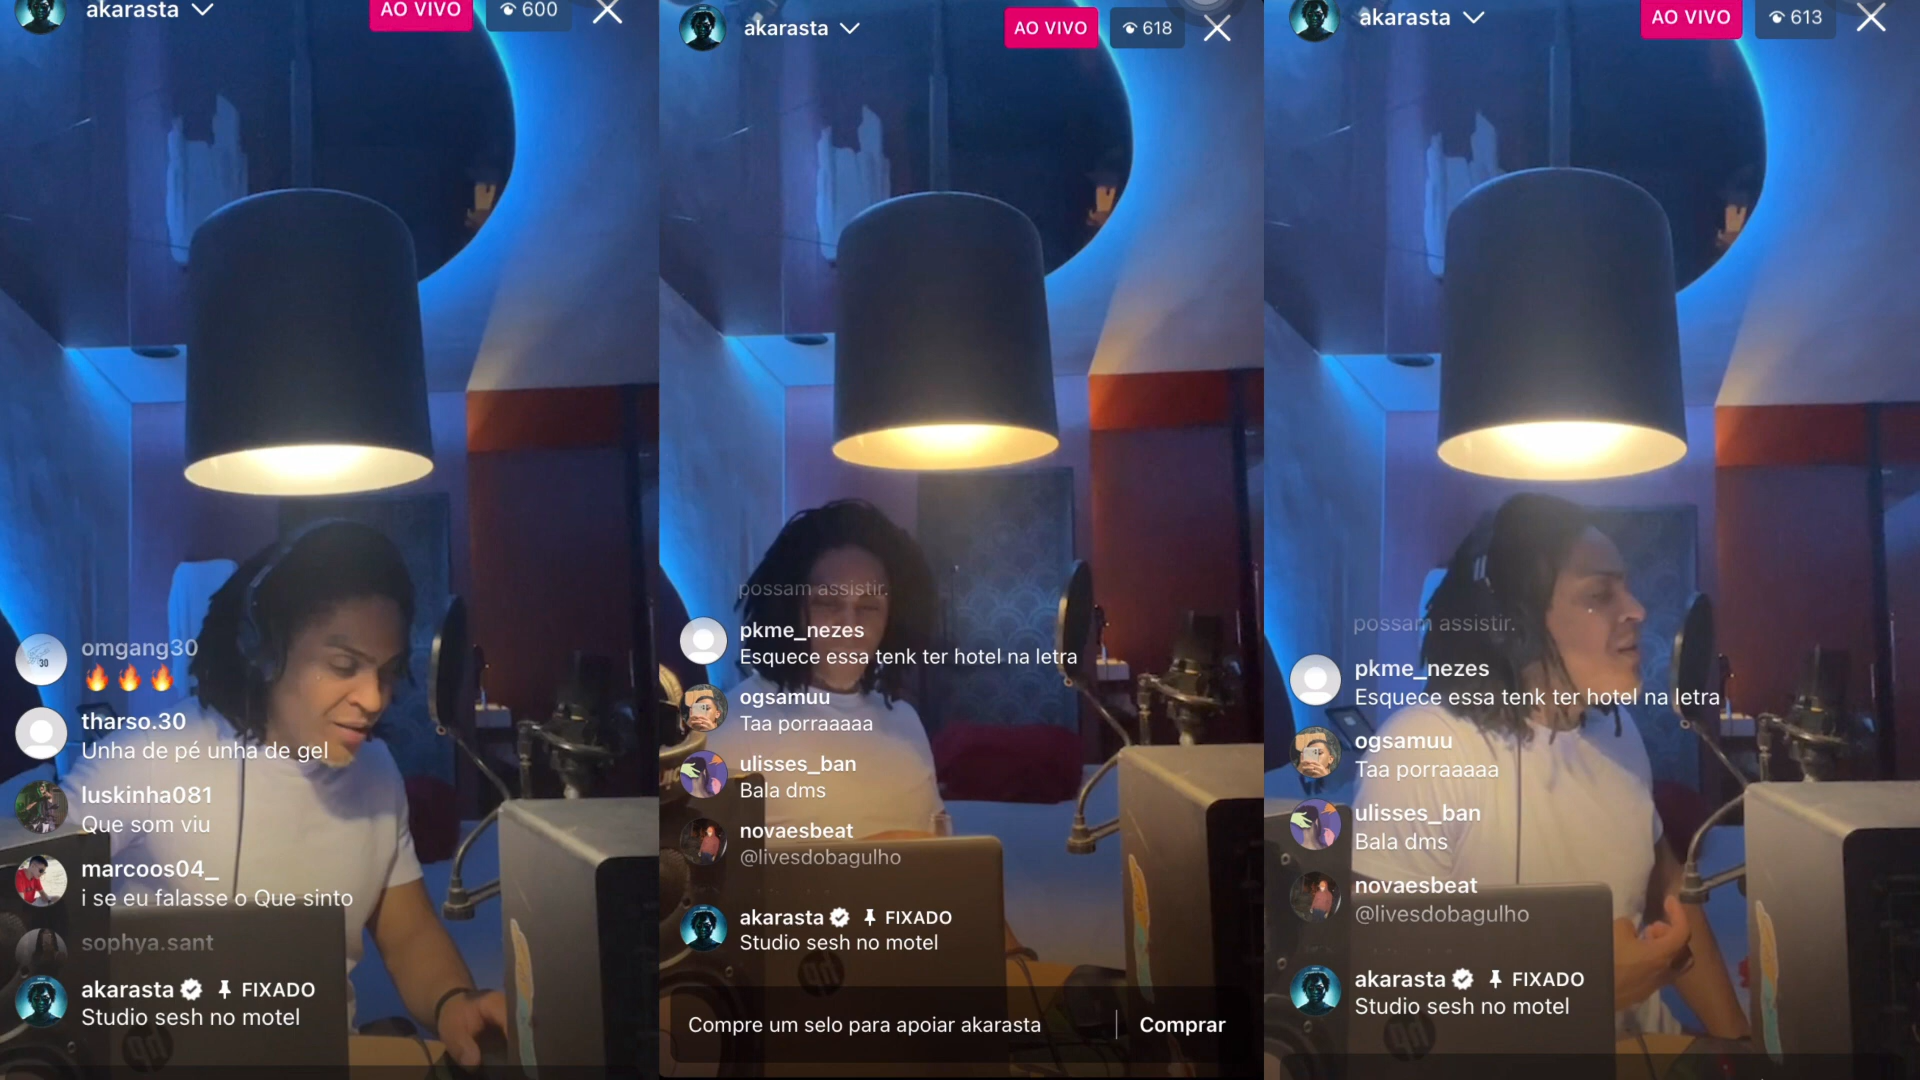 akarasta
AO VIVO
600
omgang30
🔥🔥🔥
30
tharso.30
Unha de pé unha de gel
luskinha081
Que som viu
marcoos04_
i se eu falasse o Que sinto
sophya.sant
akarasta FIXADO
Studio sesh no motel
hp
akarasta
AO VIVO
618
possam assistir.
pkme_nezes
Esquece essa tenk ter hotel na letra
ogsamuu
Taa porraaaaa
ulisses_ban
Bala dms
novaesbeat
@livesdobagulho
akarasta FIXADO
Studio sesh no motel
hp
Compre um selo para apoiar akarasta
Comprar
akarasta
AO VIVO
613
possam assistir.
pkme_nezes
Esquece essa tenk ter hotel na letra
ogsamuu
Taa porraaaaa
ulisses_ban
Bala dms
novaesbeat
@livesdobagulho
akarasta FIXADO
Studio sesh no motel
hp